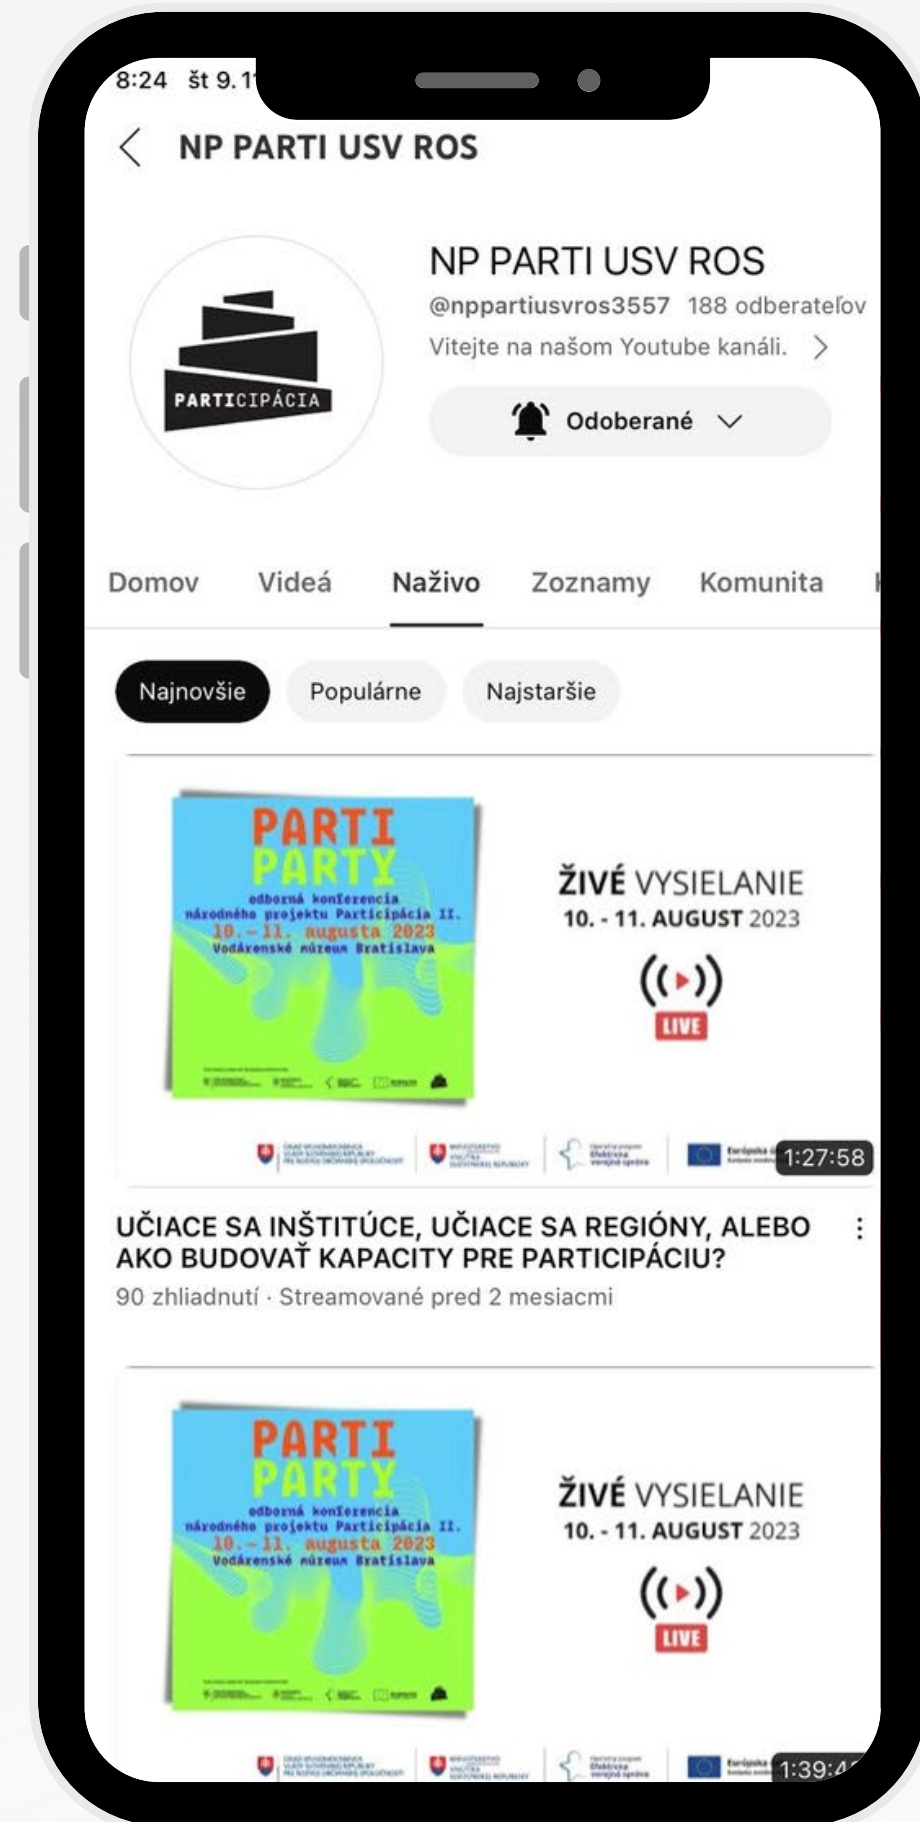 8:24 št 9. 11
NP PARTI USV ROS
PARTICIPÁCIA
NP PARTI USV ROS
@nppartiusvros3557 188 odberateľov
Vitejte na našom Youtube kanáli.
Odoberané
Domov Videá Naživo Zoznamy Komunita
Najnovšie Populárne Najstaršie
PARTI
PARTY
odborná konferencia
národného projektu Participácia II.
10.–11. augusta 2023
Vodárenské múzeum Bratislava
ŽIVÉ VYSIELANIE
10. - 11. AUGUST 2023
LIVE
Európska
1:27:58
UČIACE SA INŠTITÚCE, UČIACE SA REGIÓNY, ALEBO
AKO BUDOVAŤ KAPACITY PRE PARTICIPÁCIU?
90 zhliadnutí · Streamované pred 2 mesiacmi
PARTI
PARTY
odborná konferencia
národného projektu Participácia II.
10.–11. augusta 2023
Vodárenské múzeum Bratislava
ŽIVÉ VYSIELANIE
10. - 11. AUGUST 2023
LIVE
Európska
1:39:4